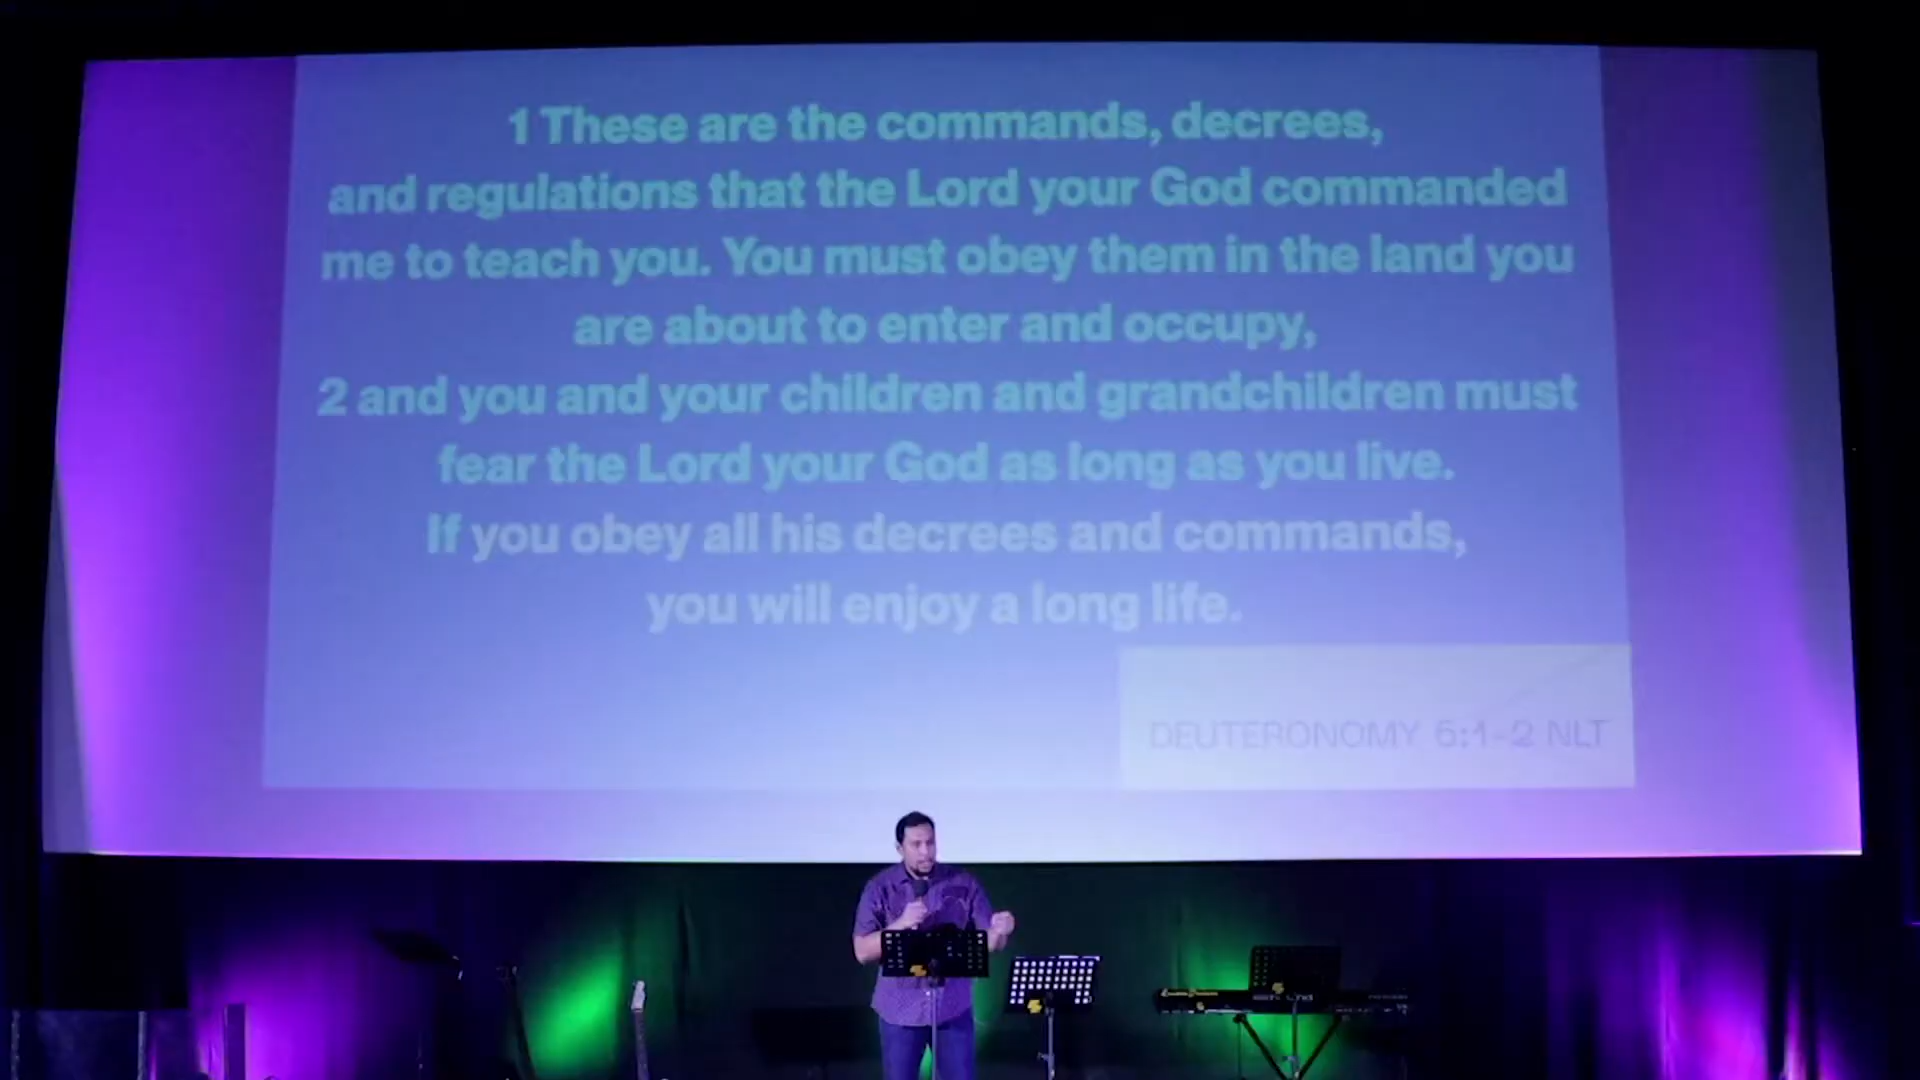 1 These are the commands, decrees,
and regulations that the Lord your God commanded
me to teach you. You must obey them in the land you
are about to enter and occupy,
2 and you and your children and grandchildren must
fear the Lord your God as long as you live.
If you obey all his decrees and commands,
you will enjoy a long life.
DEUTERONOMY 6:1-2 NLT